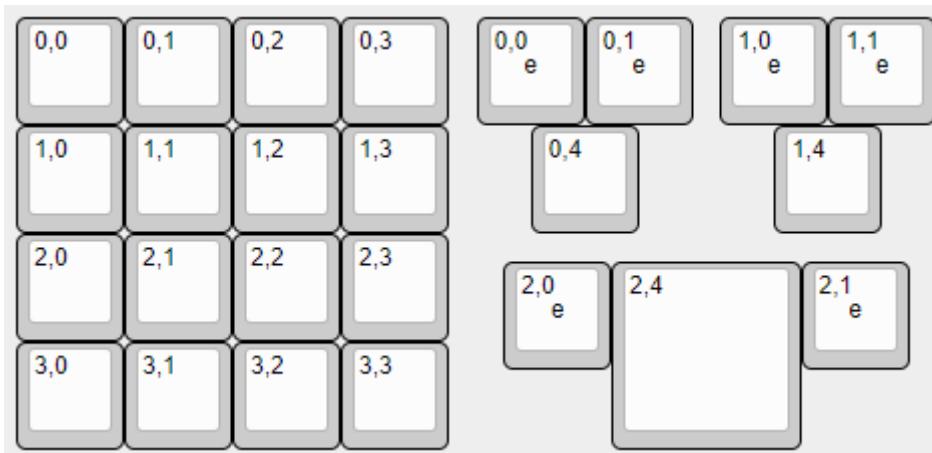 0,0 0,1 0,2 0,3 0,0 0,1 1,0 1,1
e e e e
1,0 1,1 1,2 1,3 0,4 1,4
2,0 2,1 2,2 2,3 2,0 2,4 2,1
e e
3,0 3,1 3,2 3,3